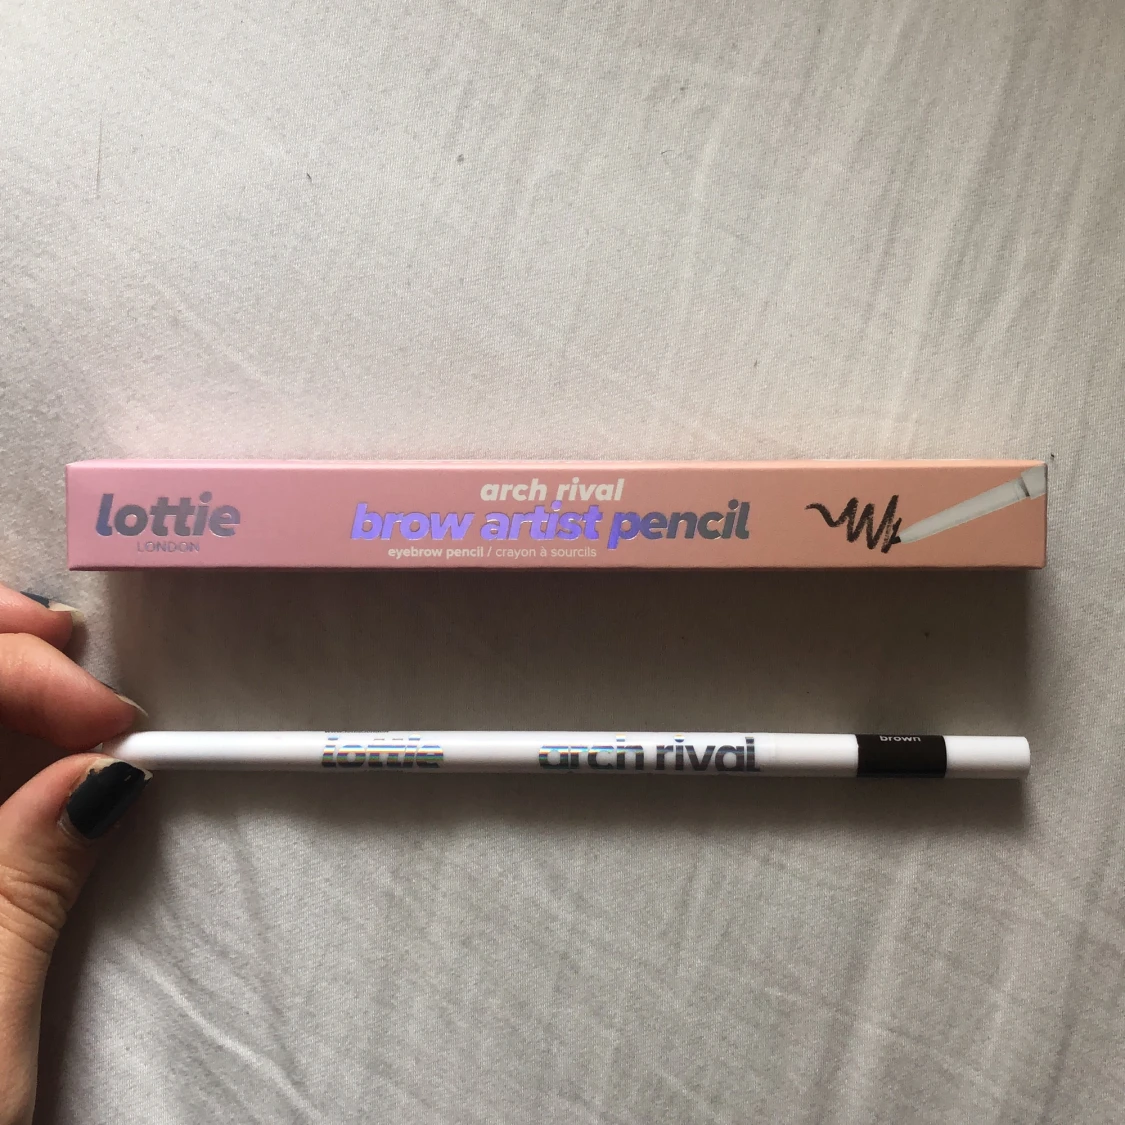 lottie
LONDON
arch rival
brow artist pencil
eyebrow pencil / crayon à sourcils
lottie
arch rival
brown